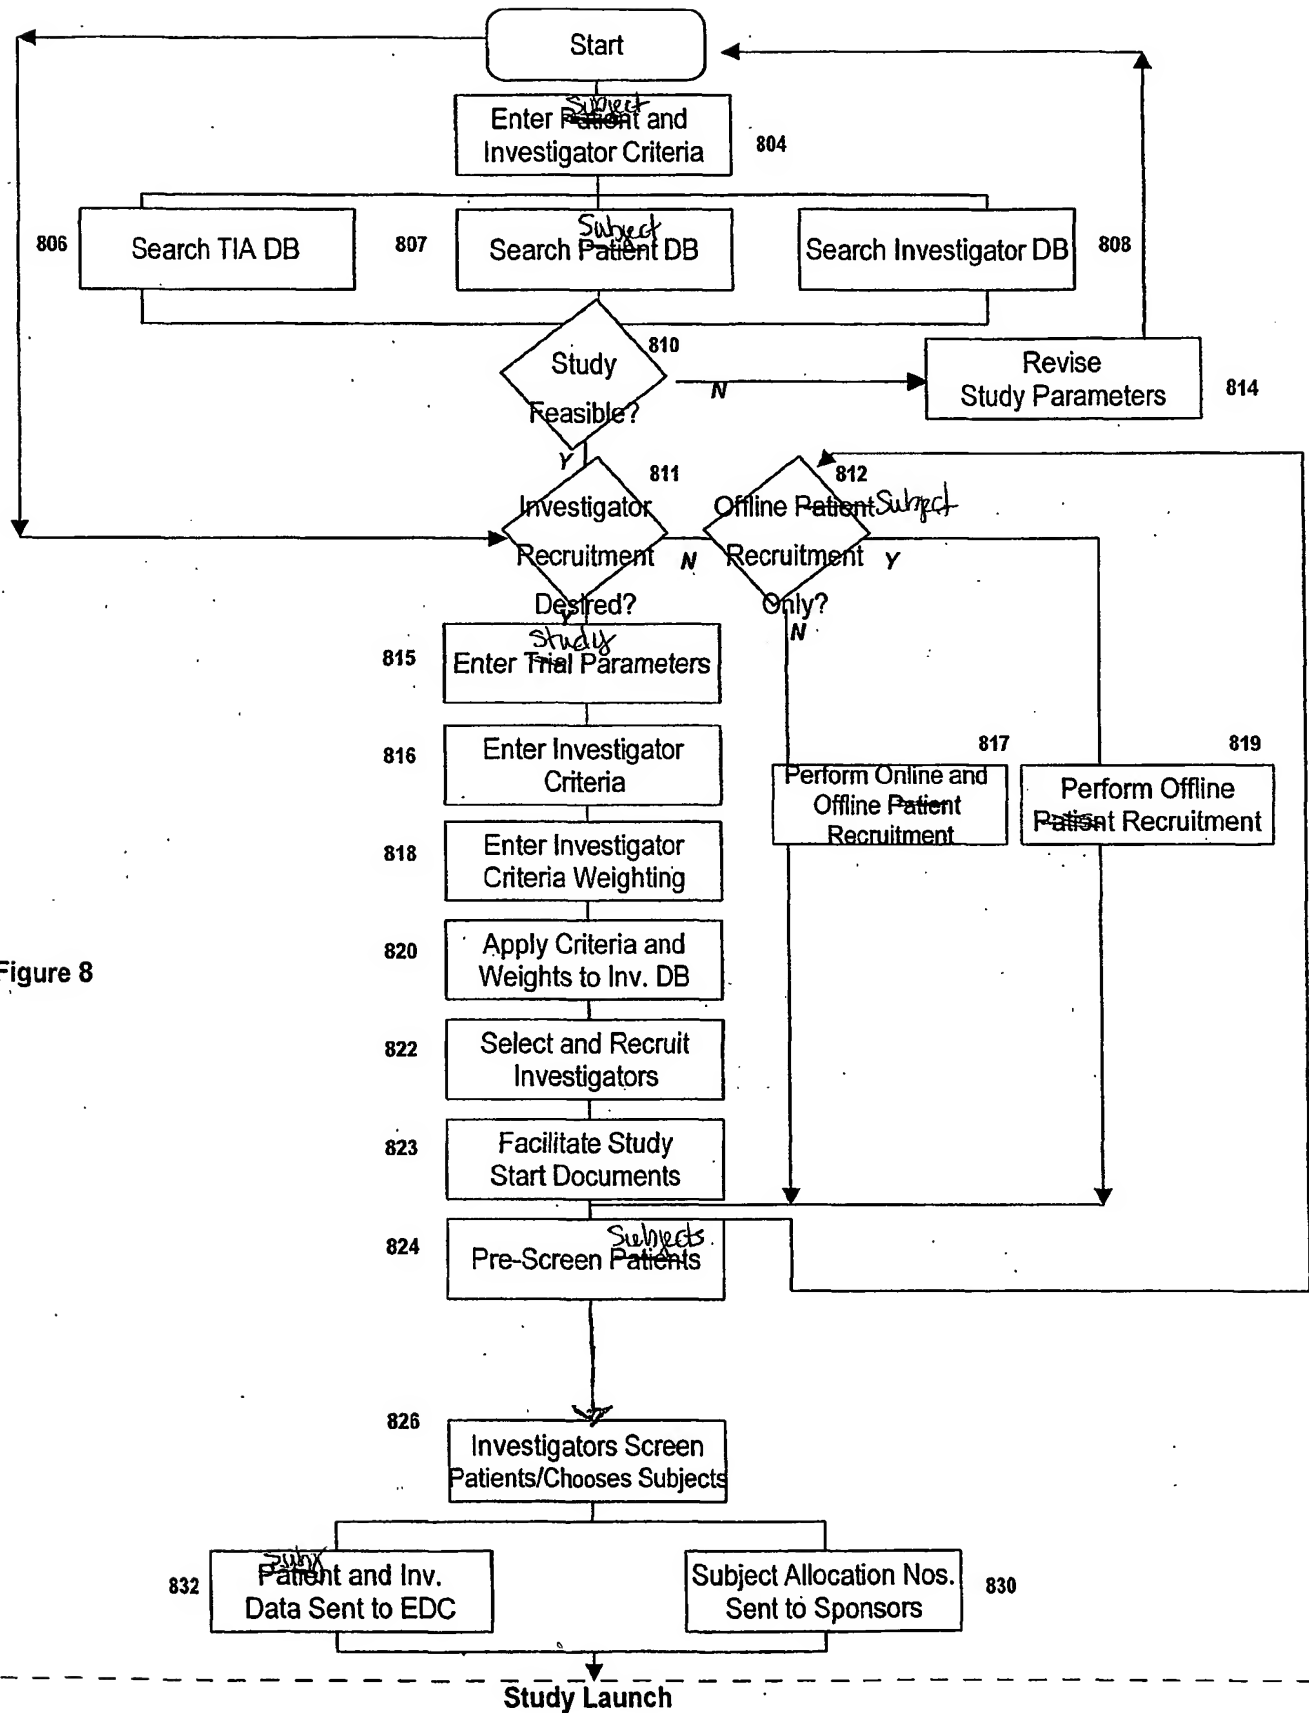 Start
Subject
Enter Patient and
Investigator Criteria
804
806
Search TIA DB
807
Subject
Search Patient DB
Search Investigator DB
808
Study
Feasible?
810
N
Revise
Study Parameters
814
Y
811
Investigator
Recruitment
Desired?
N
812
Offline Patient Subject
Recruitment
Only?
Y
Y
N
815
Study
Enter Trial Parameters
816
Enter Investigator
Criteria
817
Perform Online and
Offline Patient
Recruitment
819
Perform Offline
Patient Recruitment
818
Enter Investigator
Criteria Weighting
820
Apply Criteria and
Weights to Inv. DB
Figure 8
822
Select and Recruit
Investigators
823
Facilitate Study
Start Documents
824
Subjects
Pre-Screen Patients
826
Investigators Screen
Patients/Chooses Subjects
832
Subj
Patient and Inv.
Data Sent to EDC
Subject Allocation Nos.
Sent to Sponsors
830
Study Launch